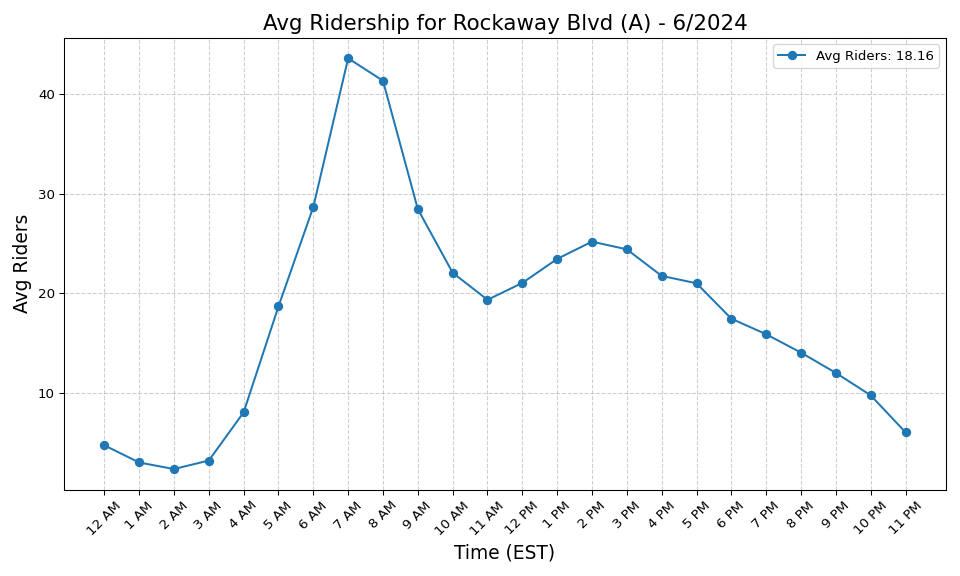 Avg Ridership for Rockaway Blvd (A) - 6/2024
Avg Riders: 18.16
Avg Riders
40
30
20
10
12 AM
1 AM
2 AM
3 AM
4 AM
5 AM
6 AM
7 AM
8 AM
9 AM
10 AM
11 AM
12 PM
1 PM
2 PM
3 PM
4 PM
5 PM
6 PM
7 PM
8 PM
9 PM
10 PM
11 PM
Time (EST)